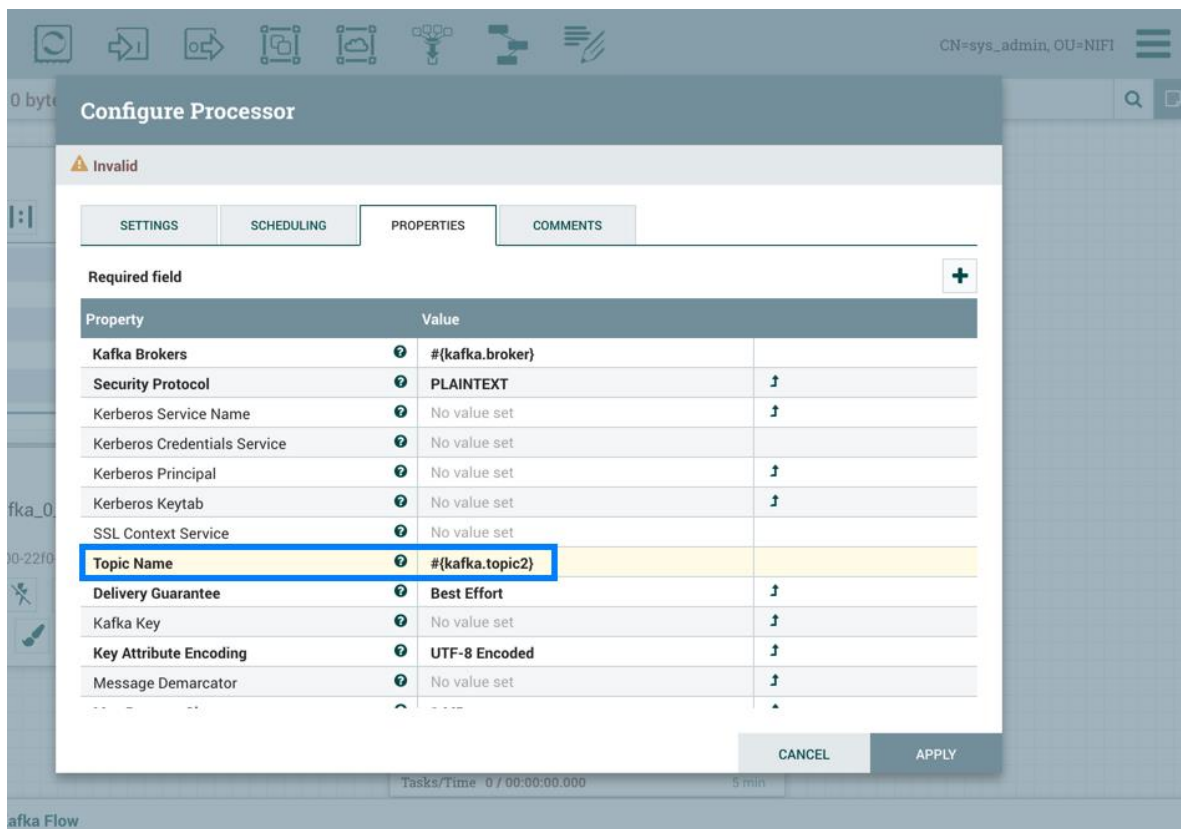 CN=sys_admin, OU=NIFI
0 byte
Configure Processor
Invalid
SETTINGS SCHEDULING PROPERTIES COMMENTS
Required field
Property Value
Kafka Brokers #{kafka.broker}
Security Protocol PLAINTEXT
Kerberos Service Name No value set
Kerberos Credentials Service No value set
Kerberos Principal No value set
Kerberos Keytab No value set
SSL Context Service No value set
Topic Name #{kafka.topic2}
Delivery Guarantee Best Effort
Kafka Key No value set
Key Attribute Encoding UTF-8 Encoded
Message Demarcator No value set
fka_0_
00-22f0-
CANCEL APPLY
Tasks/Time 0 / 00:00:00.000 5 min
afka Flow